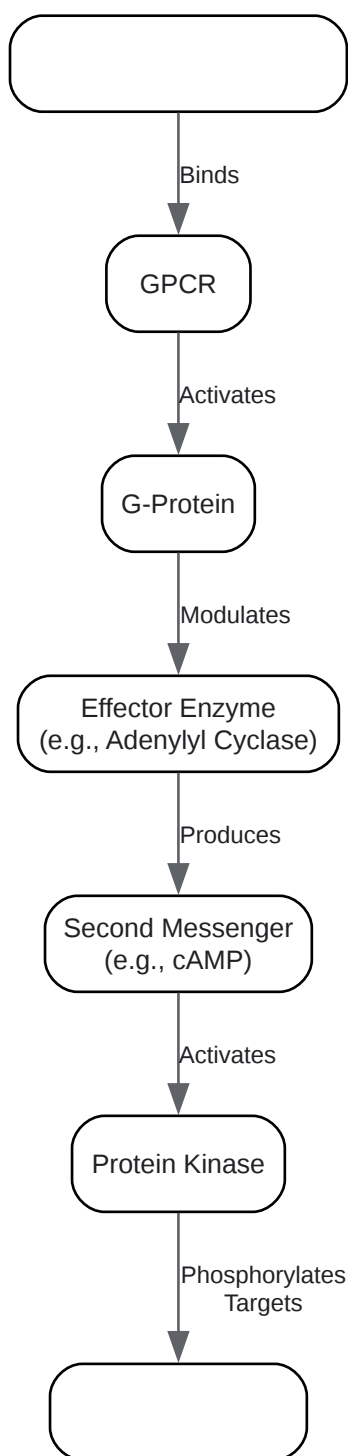 Binds
GPCR
Activates
G-Protein
Modulates
Effector Enzyme
(e.g., Adenylyl Cyclase)
Produces
Second Messenger
(e.g., cAMP)
Activates
Protein Kinase
Phosphorylates
Targets